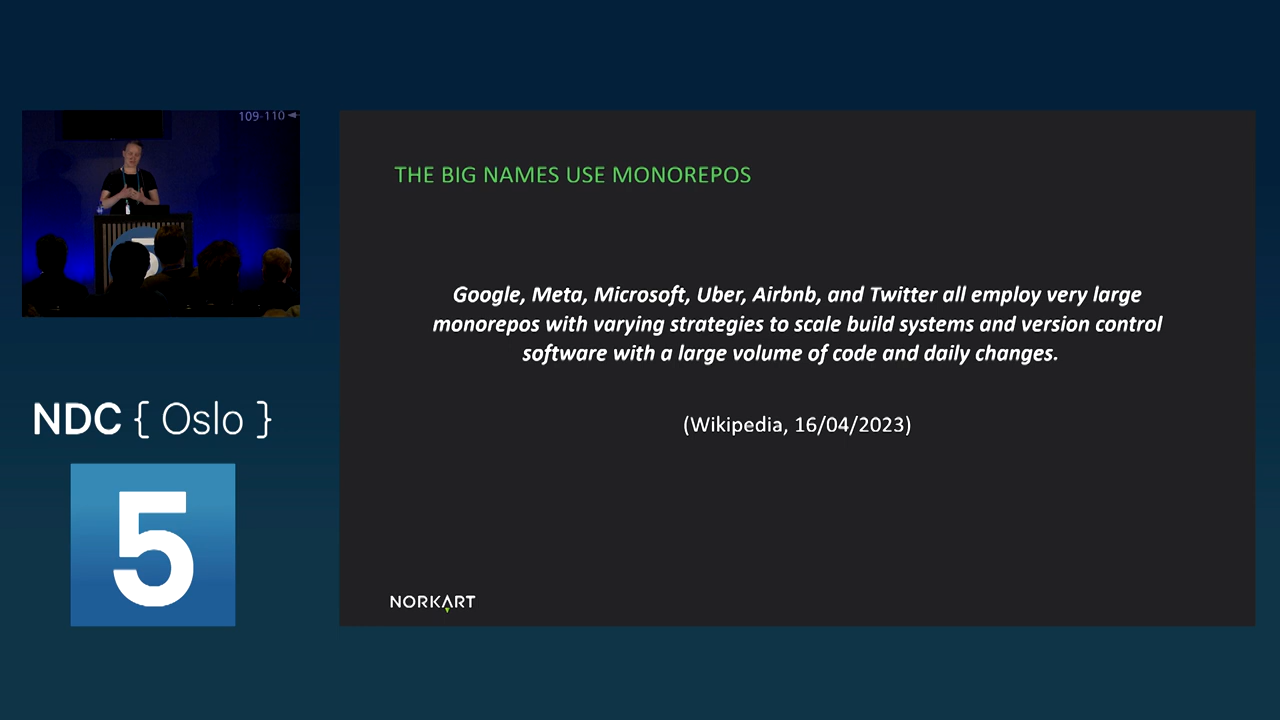 109-110
THE BIG NAMES USE MONOREPOS
Google, Meta, Microsoft, Uber, Airbnb, and Twitter all employ very large
monorepos with varying strategies to scale build systems and version control
software with a large volume of code and daily changes.
(Wikipedia, 16/04/2023)
NDC { Oslo }
5
5
NORKART